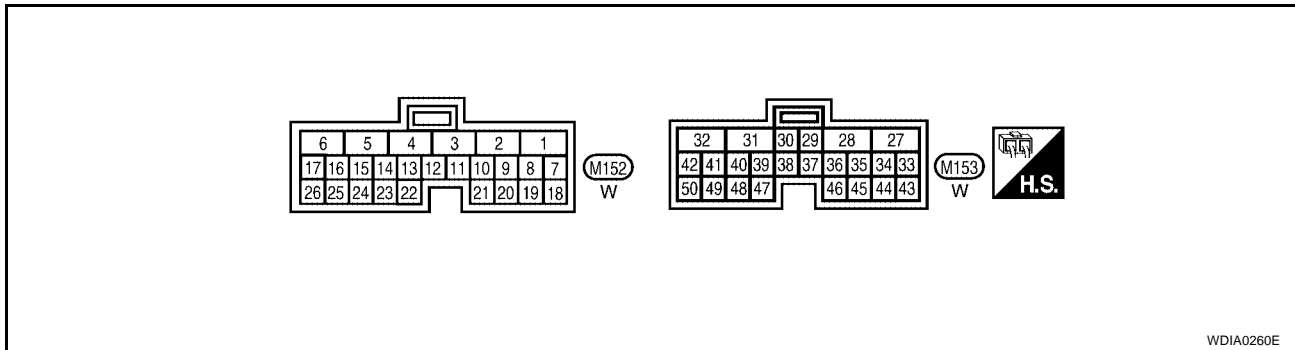 6 5 4 3 2 1
17 16 15 14 13 12 11 10 9 8 7
26 25 24 23 22 21 20 19 18
M152
W
32 31 30 29 28 27
42 41 40 39 38 37 36 35 34 33
50 49 48 47 46 45 44 43
M153
W
H.S.
WDIA0260E